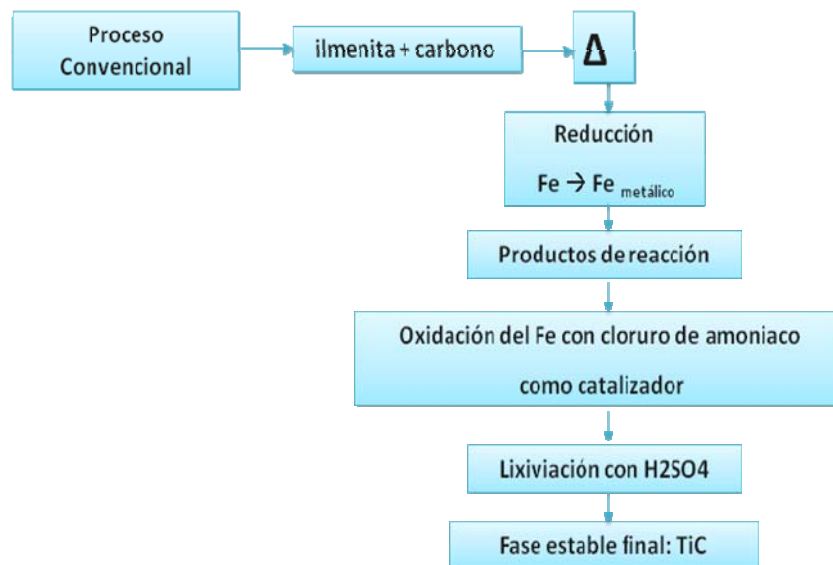 Proceso
Convencional
ilmenita + carbono
Δ
Reducción
Fe → Fe metálico
Productos de reacción
Oxidación del Fe con cloruro de amoniaco
como catalizador
Lixiviación con H2SO4
Fase estable final: TiC